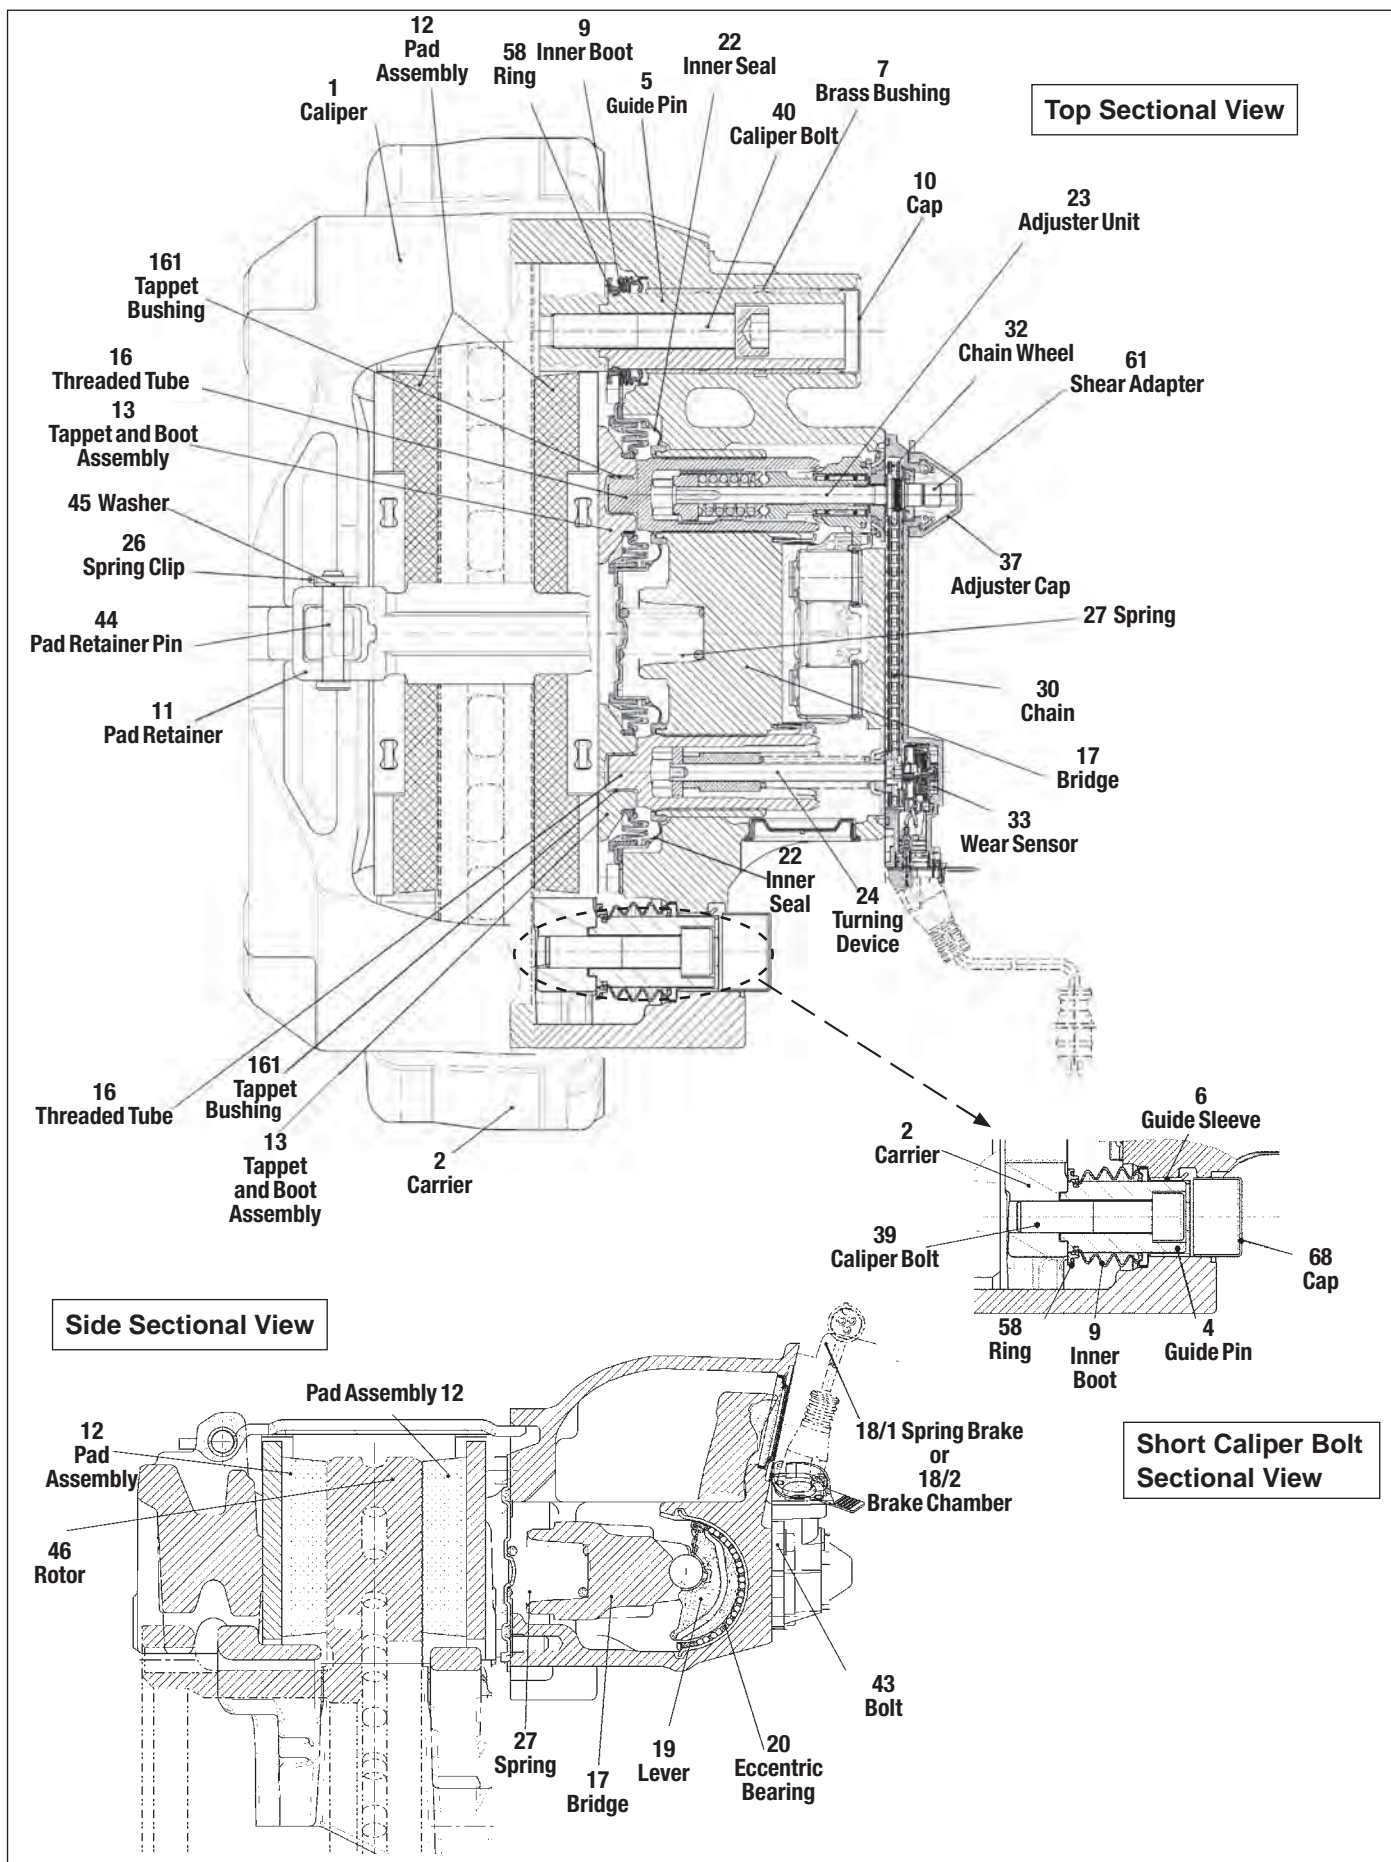 12
Pad
Assembly
58
Ring
9
Inner Boot
5
Guide Pin
22
Inner Seal
40
Caliper Bolt
7
Brass Bushing
Top Sectional View
1
Caliper
10
Cap
23
Adjuster Unit
161
Tappet
Bushing
32
Chain Wheel
61
Shear Adapter
16
Threaded Tube
13
Tappet and Boot
Assembly
45 Washer
26
Spring Clip
37
Adjuster Cap
44
Pad Retainer Pin
27 Spring
11
Pad Retainer
30
Chain
17
Bridge
33
Wear Sensor
22
Inner
Seal
24
Turning
Device
16
Threaded Tube
161
Tappet
Bushing
13
Tappet
and Boot
Assembly
2
Carrier
6
Guide Sleeve
2
Carrier
39
Caliper Bolt
68
Cap
58
Ring
9
Inner
Boot
4
Guide Pin
Short Caliper Bolt
Sectional View
Side Sectional View
Pad Assembly 12
12
Pad
Assembly
18/1 Spring Brake
or
18/2
Brake Chamber
46
Rotor
43
Bolt
27
Spring
17
Bridge
19
Lever
20
Eccentric
Bearing